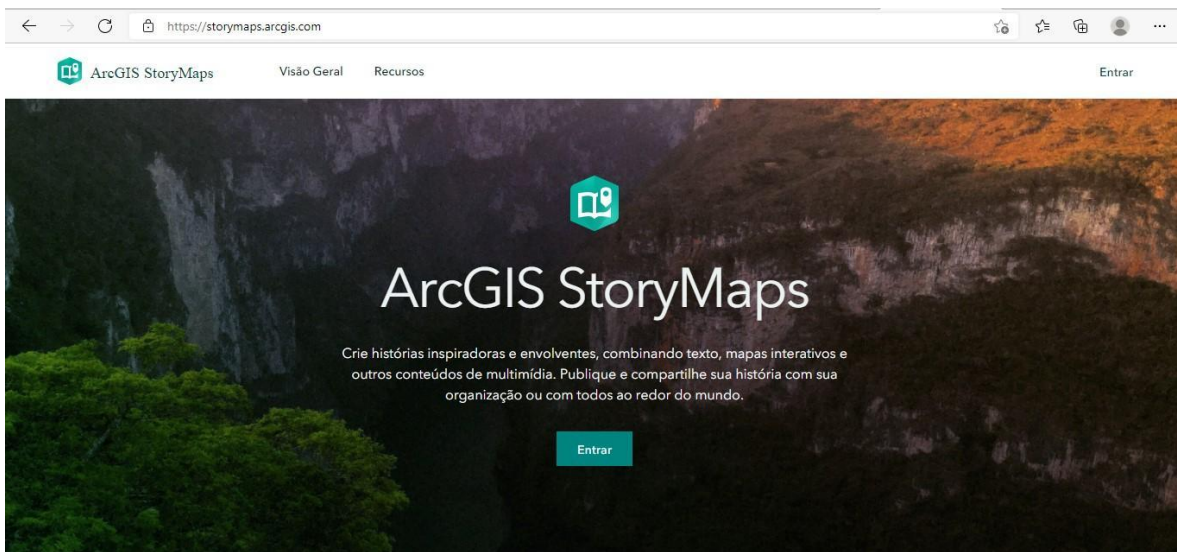 https://storymaps.arcgis.com
ArcGIS StoryMaps Visão Geral Recursos Entrar
ArcGIS StoryMaps
Crie histórias inspiradoras e envolventes, combinando texto, mapas interativos e
outros conteúdos de multimídia. Publique e compartilhe sua história com sua
organização ou com todos ao redor do mundo.
Entrar